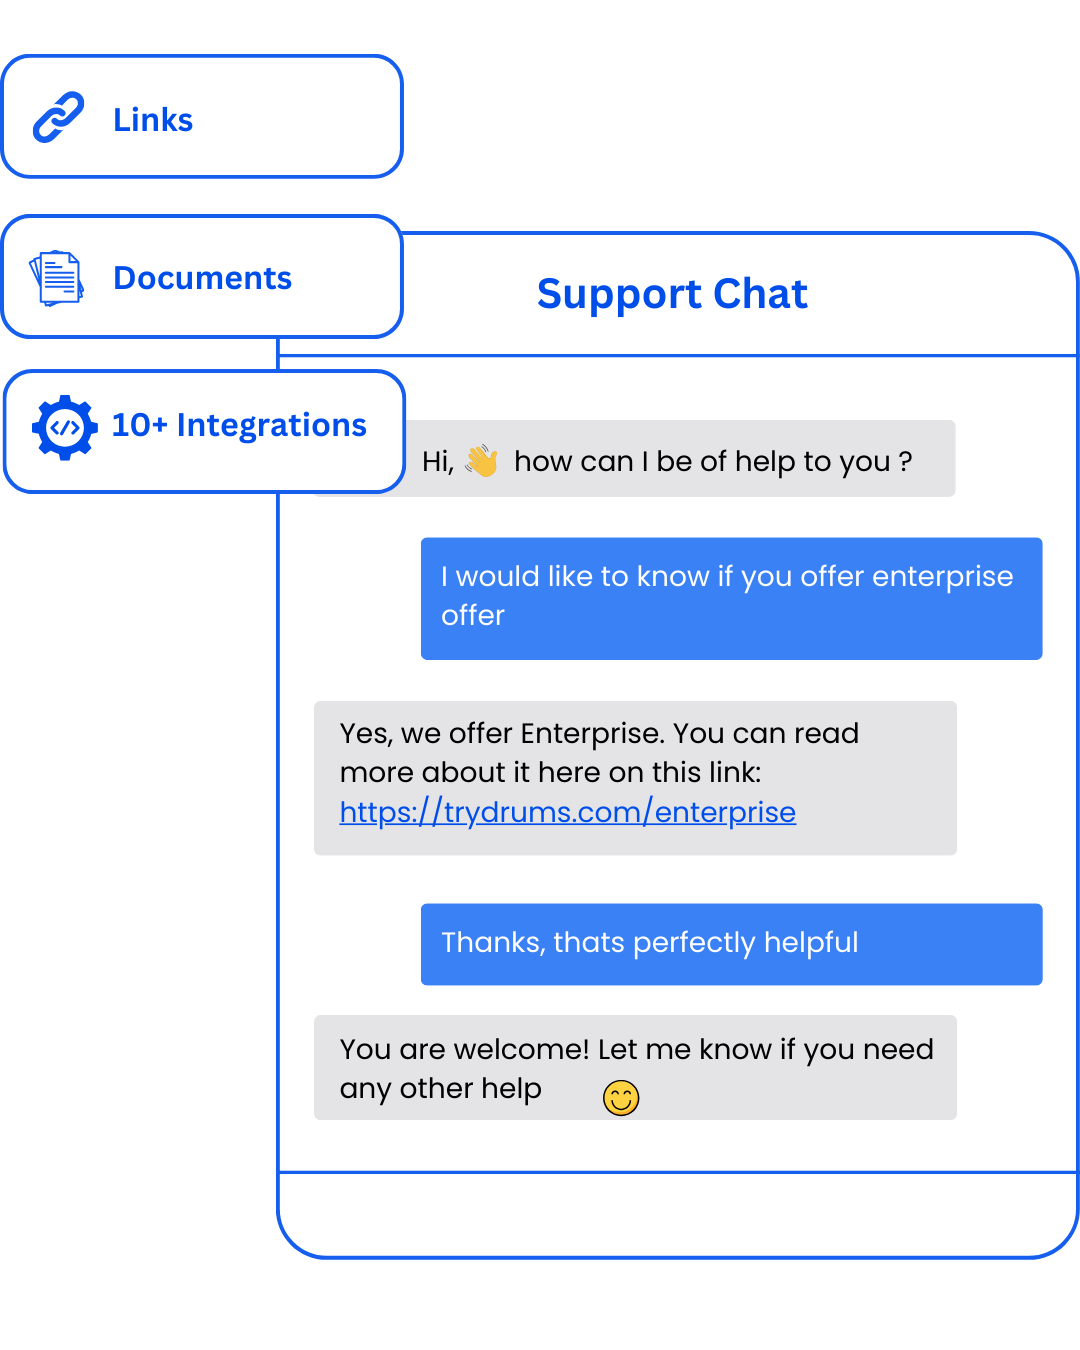 Links
Documents
10+ Integrations
Support Chat
Hi, 👋 how can I be of help to you ?
I would like to know if you offer enterprise
offer
Yes, we offer Enterprise. You can read
more about it here on this link:
https://trydrums.com/enterprise
Thanks, thats perfectly helpful
You are welcome! Let me know if you need
any other help 😊